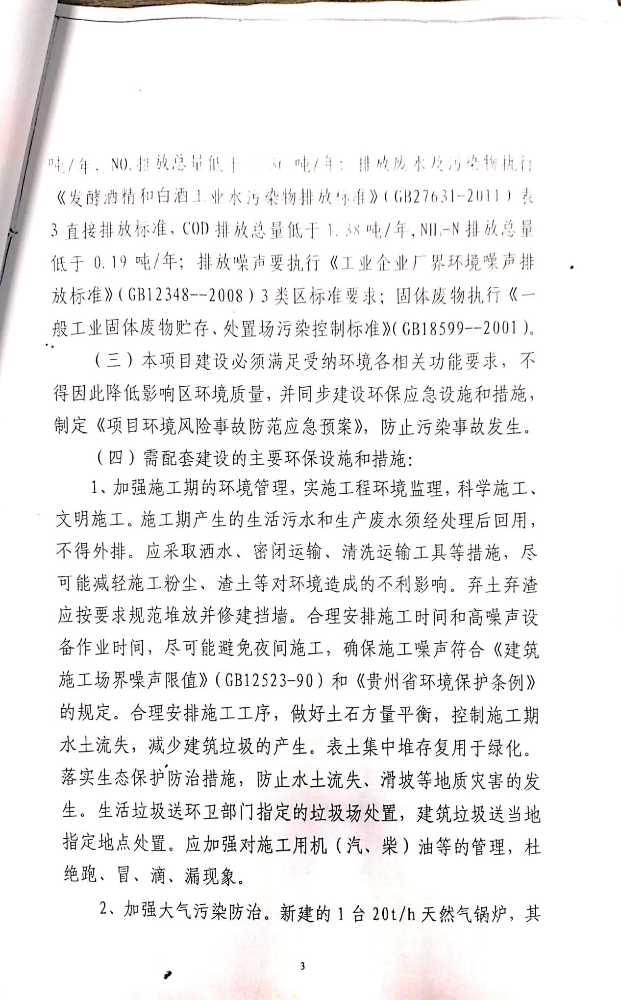 吨/年，NOx排放总量低于 吨/年；排放废水及污染物执行
《发酵酒精和白酒工业水污染物排放标准》（GB27631-2011）表
3 直接排放标准，COD 排放总量低于 1.38 吨/年，NH₃-N 排放总量
低于 0.19 吨/年；排放噪声要执行《工业企业厂界环境噪声排
放标准》（GB12348--2008）3 类区标准要求；固体废物执行《一
般工业固体废物贮存、处置场污染控制标准》（GB18599--2001）。
（三）本项目建设必须满足受纳环境各相关功能要求，不
得因此降低影响区环境质量，并同步建设环保应急设施和措施，
制定《项目环境风险事故防范应急预案》，防止污染事故发生。
（四）需配套建设的主要环保设施和措施：
1、加强施工期的环境管理，实施工程环境监理，科学施工、
文明施工。施工期产生的生活污水和生产废水须经处理后回用，
不得外排。应采取洒水、密闭运输、清洗运输工具等措施，尽
可能减轻施工粉尘、渣土等对环境造成的不利影响。弃土弃渣
应按要求规范堆放并修建挡墙。合理安排施工时间和高噪声设
备作业时间，尽可能避免夜间施工，确保施工噪声符合《建筑
施工场界噪声限值》（GB12523-90）和《贵州省环境保护条例》
的规定。合理安排施工工序，做好土石方量平衡，控制施工期
水土流失，减少建筑垃圾的产生。表土集中堆存复用于绿化。
落实生态保护防治措施，防止水土流失、滑坡等地质灾害的发
生。生活垃圾送环卫部门指定的垃圾场处置，建筑垃圾送当地
指定地点处置。应加强对施工用机（汽、柴）油等的管理，杜
绝跑、冒、滴、漏现象。
2、加强大气污染防治。新建的 1 台 20t/h 天然气锅炉，其
3